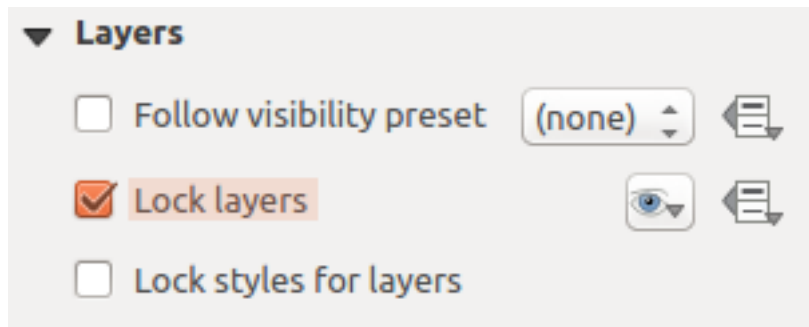 Layers
Follow visibility preset (none)
Lock layers
Lock styles for layers